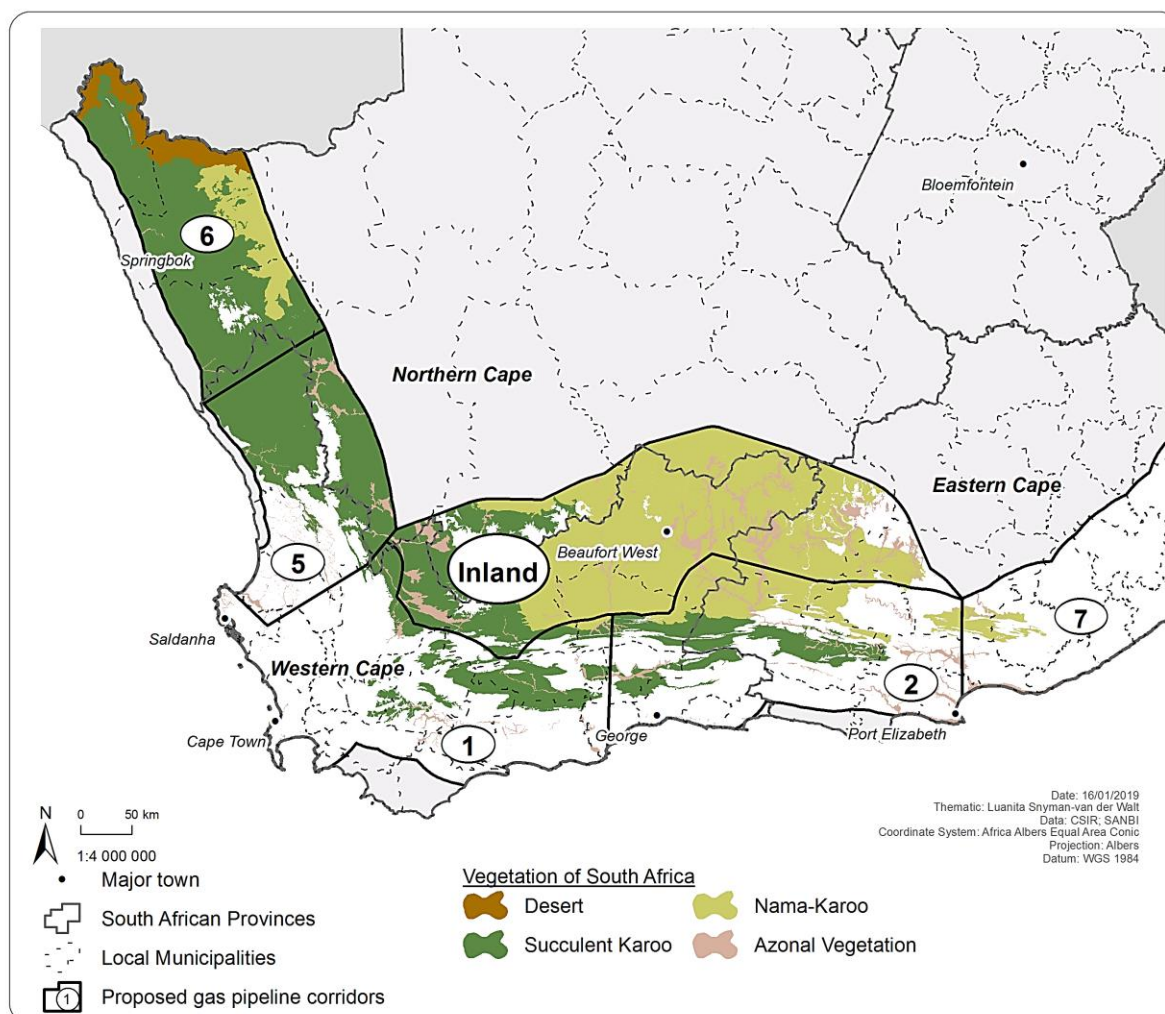 Bloemfontein
6
Springbok
Northern Cape
Eastern Cape
Beaufort West
Inland
5
7
Saldanha
Western Cape
2
Cape Town
1
George
Port Elizabeth
Date: 16/01/2019
Thematic: Luanita Snyman-van der Walt
Data: CSIR; SANBI
Coordinate System: Africa Albers Equal Area Conic
Projection: Albers
Datum: WGS 1984
N
0 50 km
1:4 000 000
Major town
South African Provinces
Local Municipalities
1 Proposed gas pipeline corridors
Vegetation of South Africa
Desert
Nama-Karoo
Succulent Karoo
Azonal Vegetation